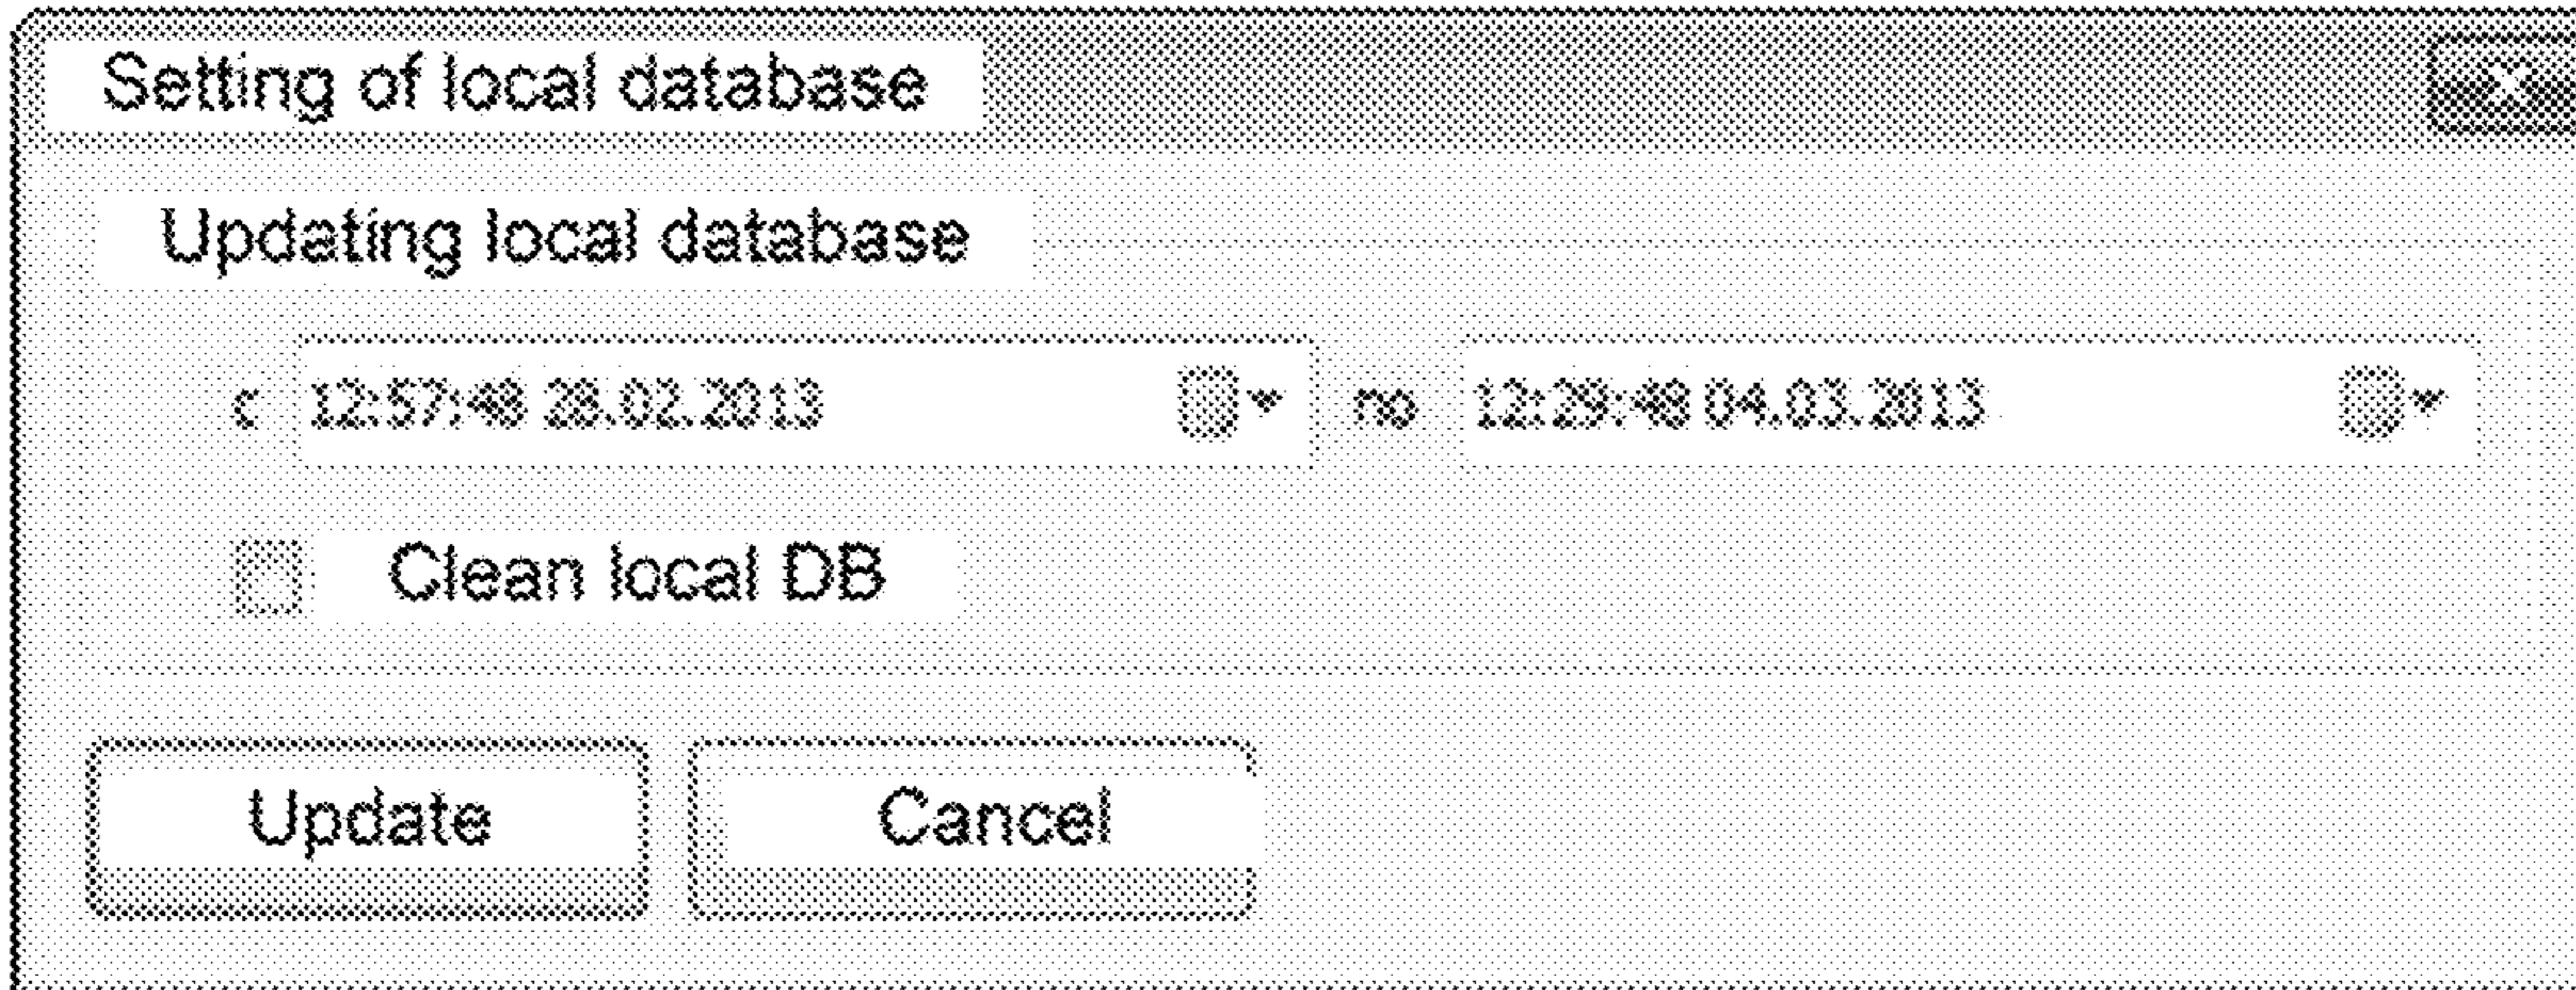 Setting of local database
Updating local database
с 12:57:48 28.02.2013 по 12:29:48 04.03.2013
Clean local DB
Update Cancel